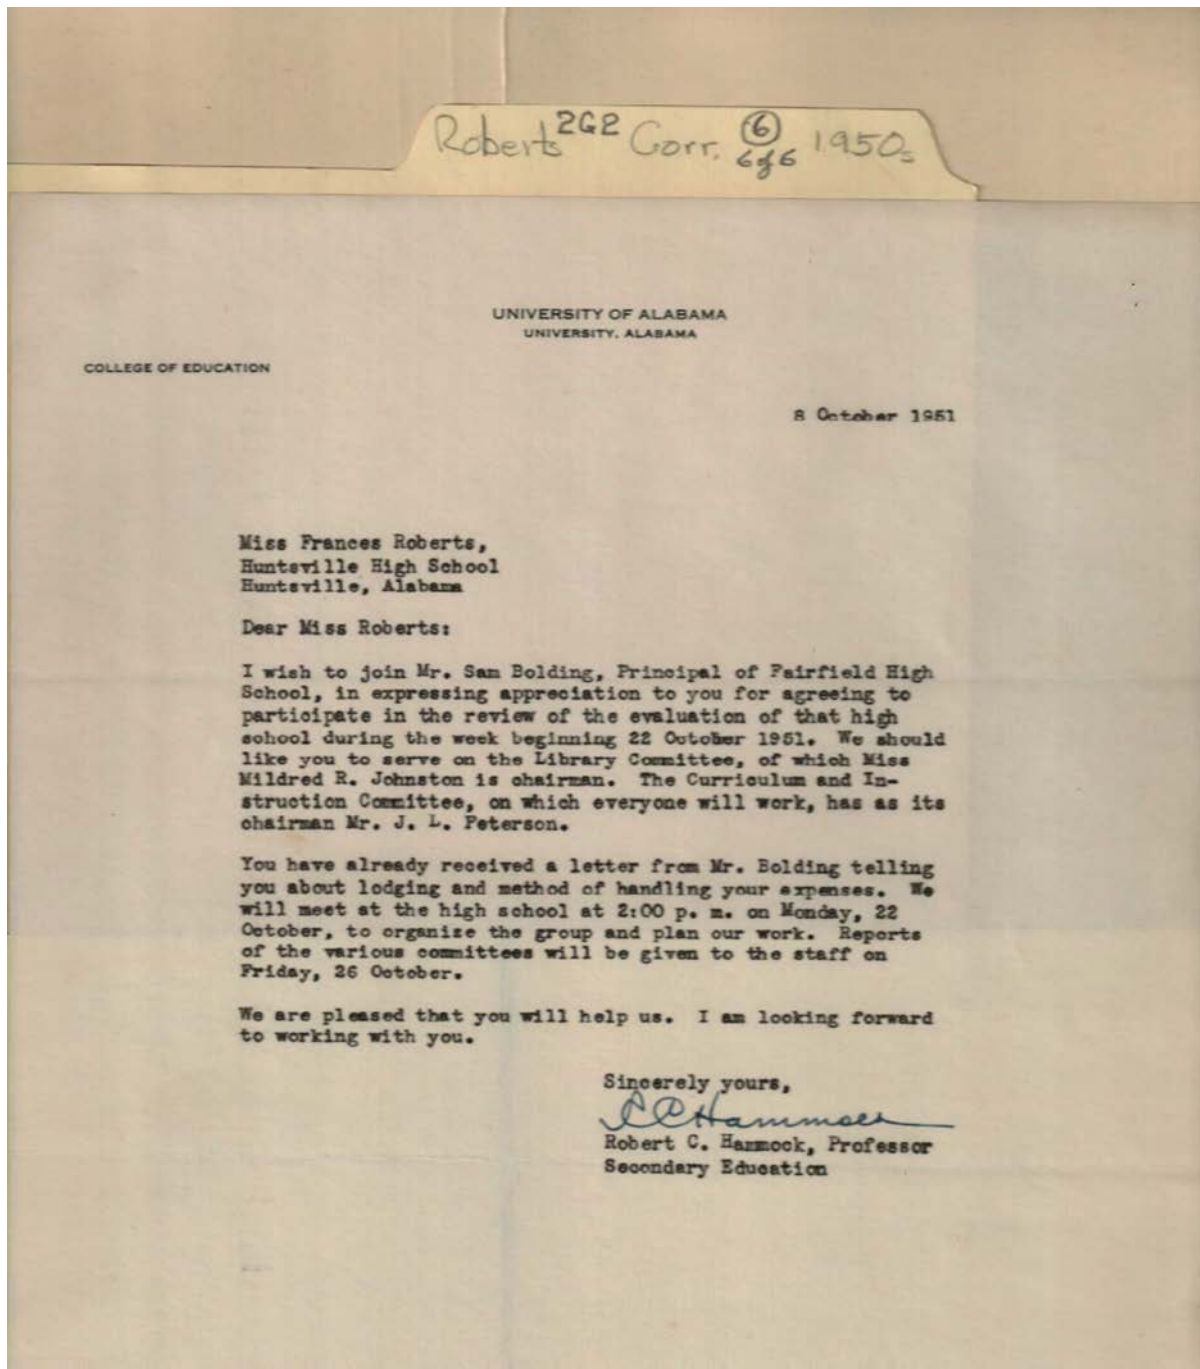 Roberts 2G2 Corr. 6 1950s
6 of 6
UNIVERSITY OF ALABAMA
UNIVERSITY, ALABAMA
COLLEGE OF EDUCATION
8 October 1951
Miss Frances Roberts,
Huntsville High School
Huntsville, Alabama
Dear Miss Roberts:
I wish to join Mr. Sam Bolding, Principal of Fairfield High
School, in expressing appreciation to you for agreeing to
participate in the review of the evaluation of that high
school during the week beginning 22 October 1951. We should
like you to serve on the Library Committee, of which Miss
Mildred R. Johnston is chairman. The Curriculum and In-
struction Committee, on which everyone will work, has as its
chairman Mr. J. L. Peterson.
You have already received a letter from Mr. Bolding telling
you about lodging and method of handling your expenses. We
will meet at the high school at 2:00 p. m. on Monday, 22
October, to organize the group and plan our work. Reports
of the various committees will be given to the staff on
Friday, 26 October.
We are pleased that you will help us. I am looking forward
to working with you.
Sincerely yours,
R C Hammock
Robert C. Hammock, Professor
Secondary Education